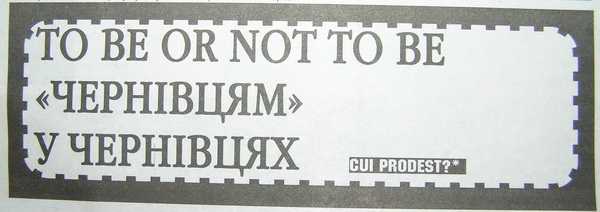 TO BE OR NOT TO BE
«ЧЕРНІВЦЯМ»
У ЧЕРНІВЦЯХ
CUI PRODEST?*